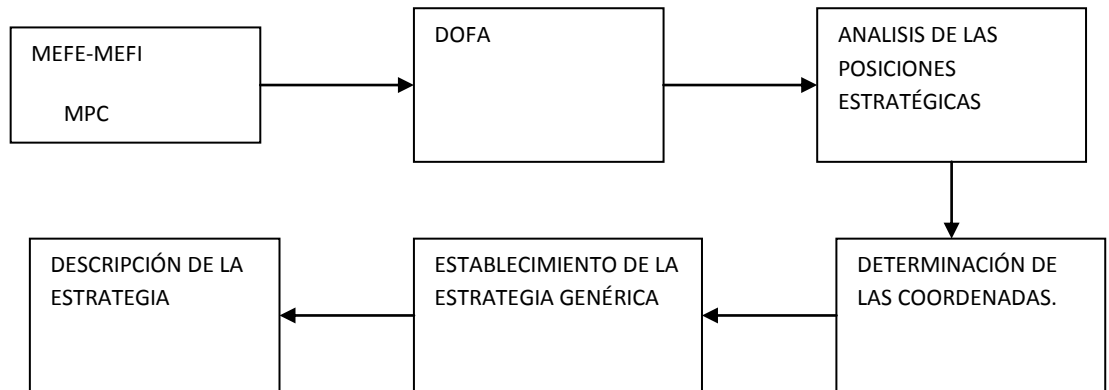 MEFE-MEFI
MPC
DOFA
ANALISIS DE LAS
POSICIONES
ESTRATÉGICAS
DETERMINACIÓN DE
LAS COORDENADAS.
ESTABLECIMIENTO DE LA
ESTRATEGIA GENÉRICA
DESCRIPCIÓN DE LA
ESTRATEGIA